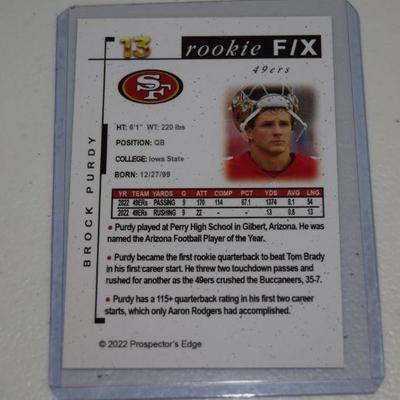 13
rookie F/X
49ers
SF
HT: 6'1" WT: 220 lbs
POSITION: QB
COLLEGE: Iowa State
BORN: 12/27/99
BROCK PURDY
YR TEAM YARDS G ATT COMP PCT YDS AVG LNG
2022 49ERs PASSING 9 170 114 67.1 1374 8.1 54
2022 49ERs RUSHING 9 22 - 13 0.6 13
• Purdy played at Perry High School in Gilbert, Arizona. He was
named the Arizona Football Player of the Year.
• Purdy became the first rookie quarterback to beat Tom Brady
in his first career start. He threw two touchdown passes and
rushed for another as the 49ers crushed the Buccaneers, 35-7.
• Purdy has a 115+ quarterback rating in his first two career
starts, which only Aaron Rodgers had accomplished.
© 2022 Prospector's Edge